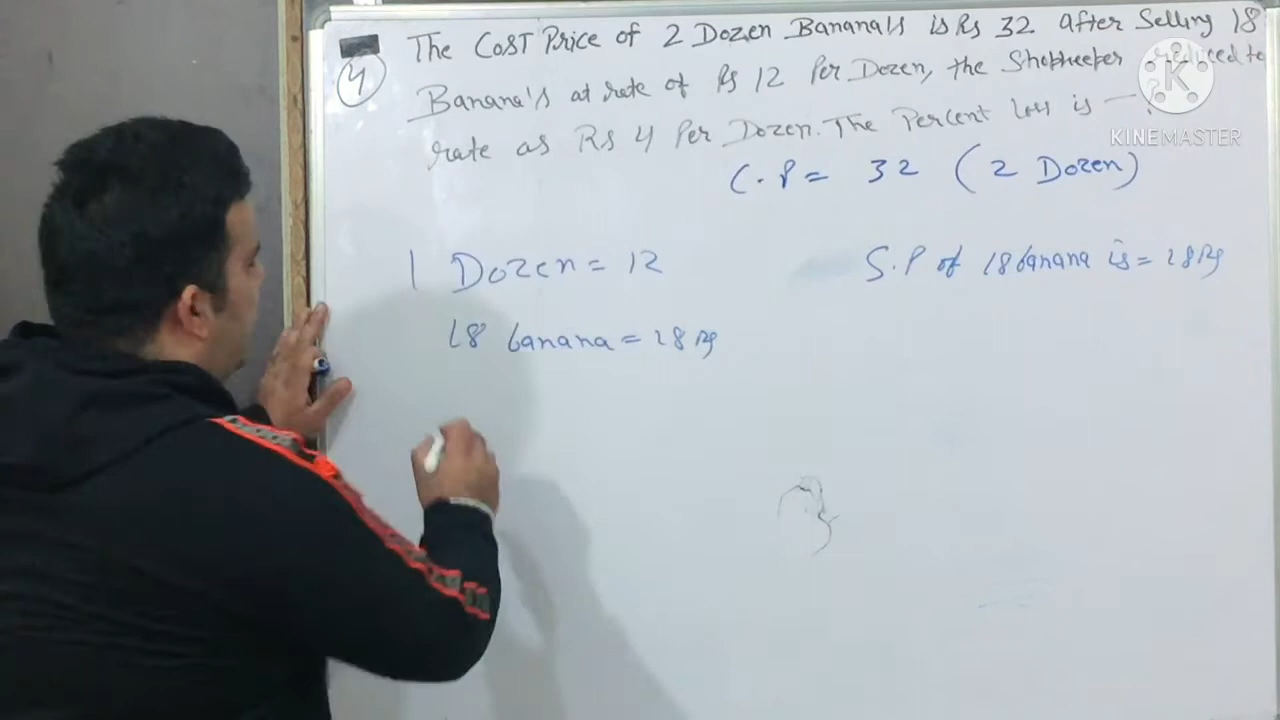 4
The Cost Price of 2 Dozen Banana's is Rs 32 After Selling 18
Banana's at rate of Rs 12 Per Dozen, the Shopkeeper to
rate as Rs 4 Per Dozen. The Percent loss is — ?
C.P = 32 (2 Dozen)
1 Dozen = 12
S.P of 18 banana is = 18 Rs
18 banana = 18 Rs
K
KINEMASTER